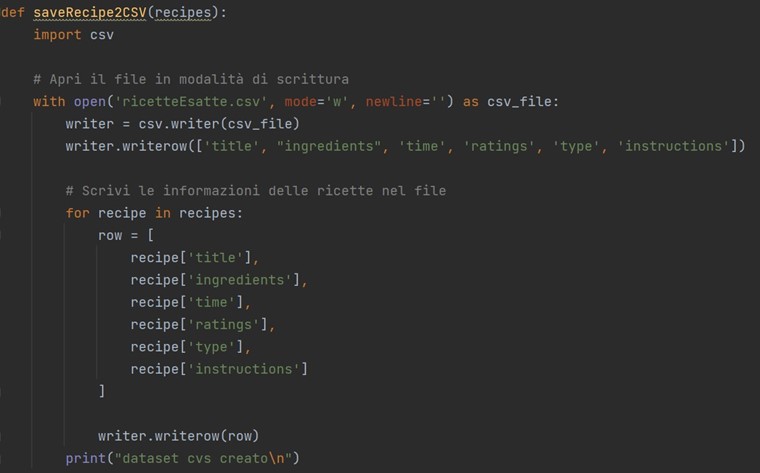 def saveRecipe2CSV(recipes):
    import csv

    # Apri il file in modalità di scrittura
    with open('ricetteEsatte.csv', mode='w', newline='') as csv_file:
        writer = csv.writer(csv_file)
        writer.writerow(['title', "ingredients", 'time', 'ratings', 'type', 'instructions'])

        # Scrivi le informazioni delle ricette nel file
        for recipe in recipes:
            row = [
                recipe['title'],
                recipe['ingredients'],
                recipe['time'],
                recipe['ratings'],
                recipe['type'],
                recipe['instructions']
            ]

            writer.writerow(row)
        print("dataset cvs creato\n")